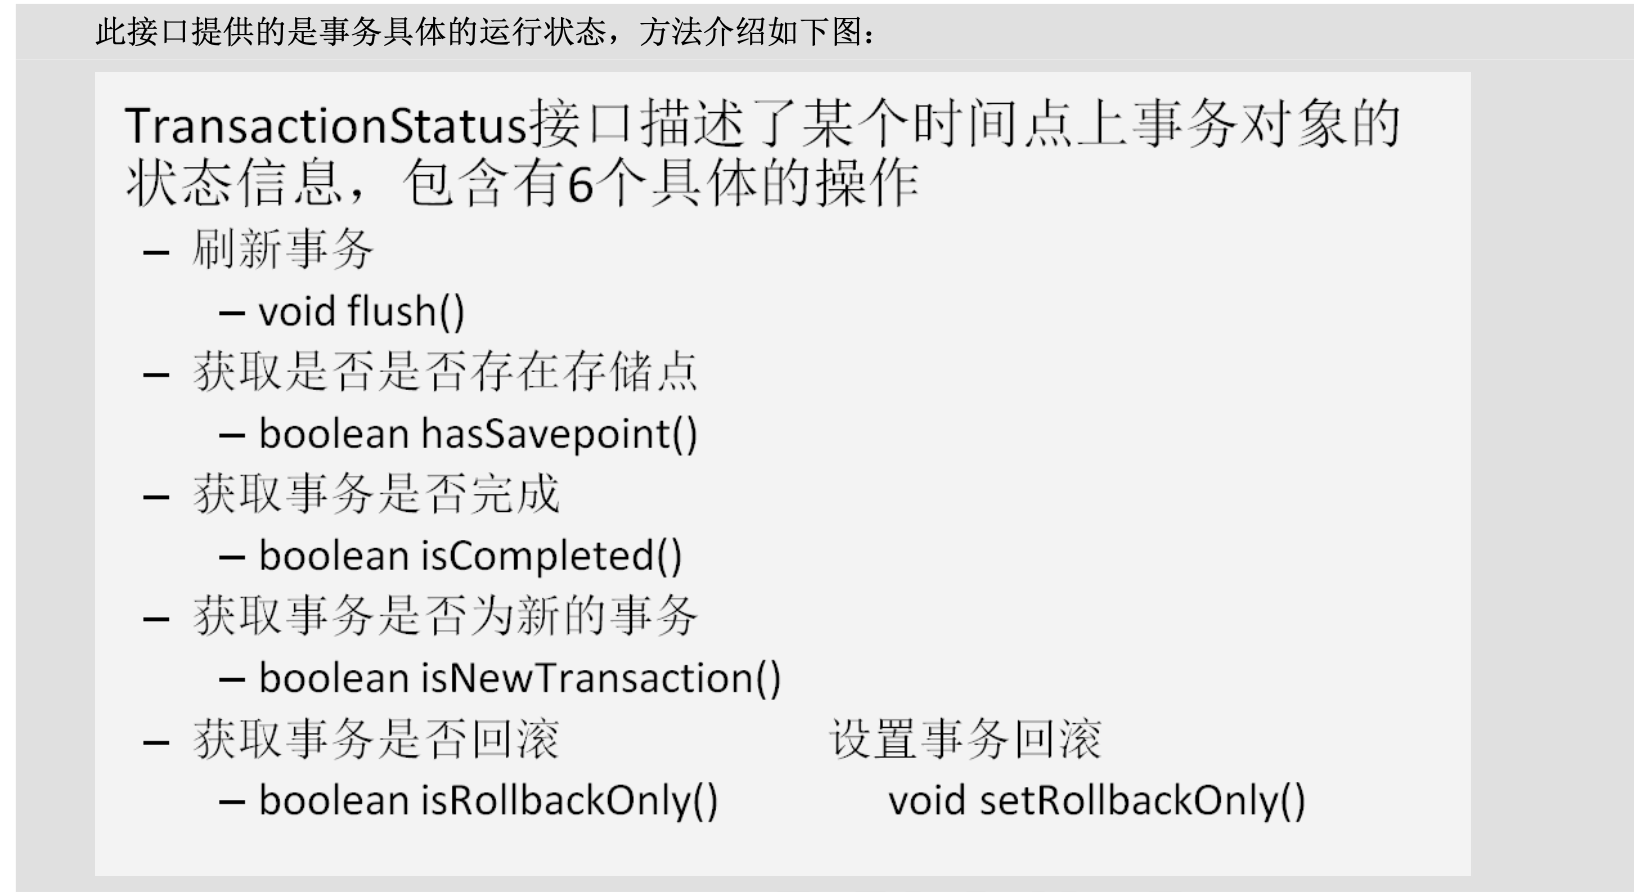 此接口提供的是事务具体的运行状态，方法介绍如下图：
TransactionStatus接口描述了某个时间点上事务对象的
状态信息，包含有6个具体的操作
– 刷新事务
– void flush()
– 获取是否是否存在存储点
– boolean hasSavepoint()
– 获取事务是否完成
– boolean isCompleted()
– 获取事务是否为新的事务
– boolean isNewTransaction()
– 获取事务是否回滚 设置事务回滚
– boolean isRollbackOnly() void setRollbackOnly()